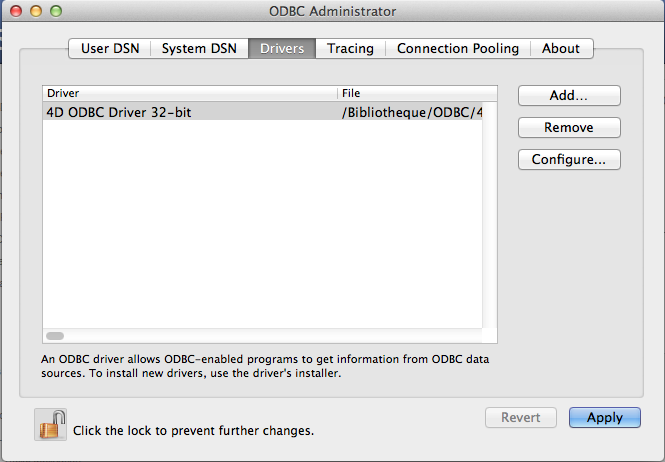 ODBC Administrator
User DSN System DSN Drivers Tracing Connection Pooling About
Driver File
4D ODBC Driver 32-bit /Bibliotheque/ODBC/4
Add...
Remove
Configure...
An ODBC driver allows ODBC-enabled programs to get information from ODBC data
sources. To install new drivers, use the driver's installer.
Click the lock to prevent further changes.
Revert Apply